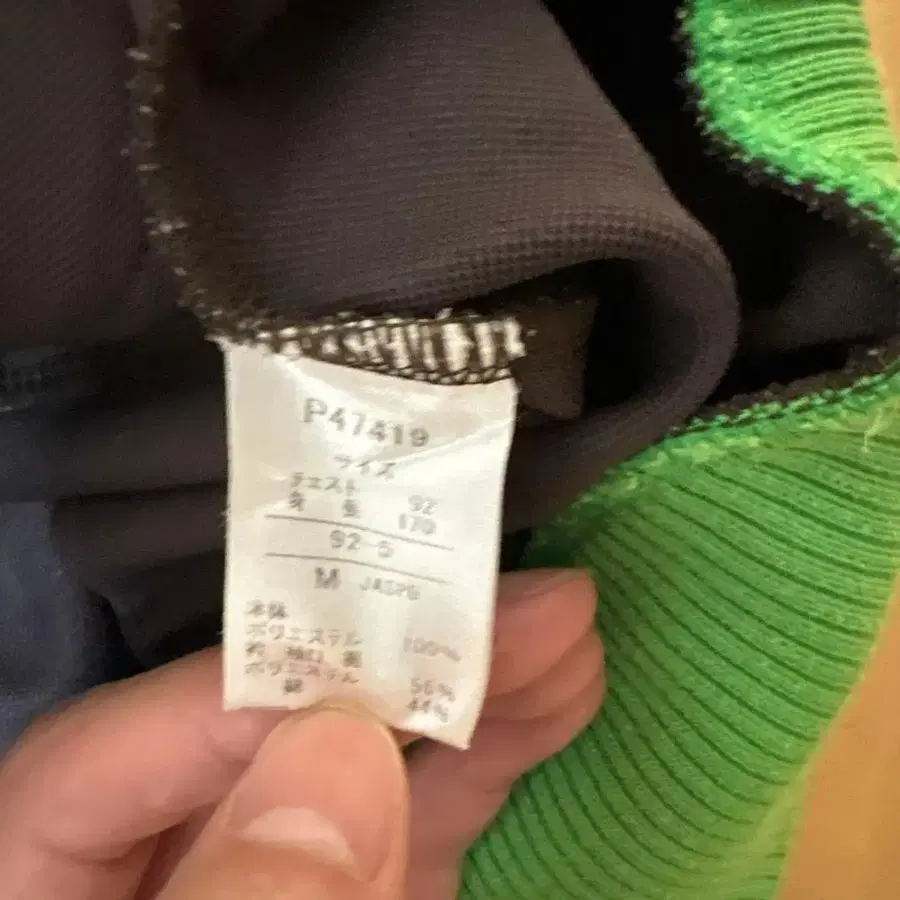 P47419
サイズ
チェスト 92
身長 170
92-5
M JASPO
本体
ポリエステル 100%
衿 袖口 裾
ポリエステル 56%
綿 44%